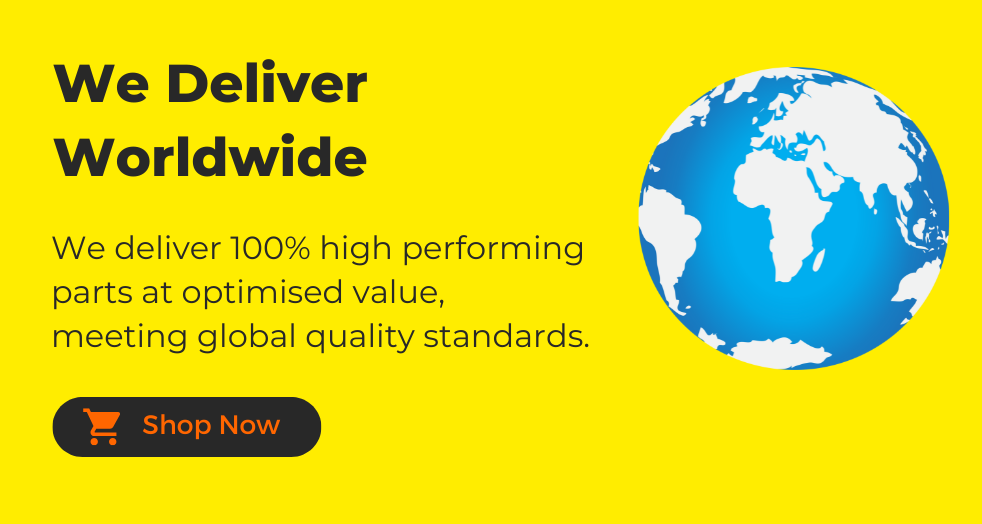 We Deliver
Worldwide
We deliver 100% high performing
parts at optimised value,
meeting global quality standards.
Shop Now